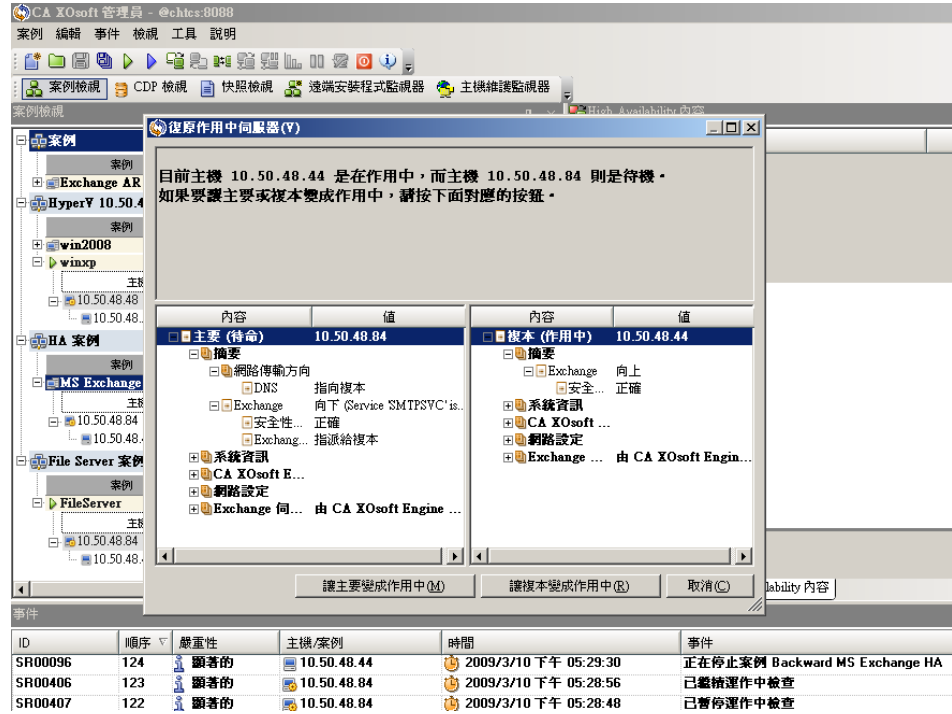 CA XOsoft 管理員 - @chtcs:8088
案例 編輯 事件 檢視 工具 說明
案例檢視 CDP 檢視 快照檢視 遠端安裝程式監視器 主機維護監視器
案例檢視
High Availability 內容
案例
案例
Exchange AR
HyperV 10.50.4
案例
win2008
winxp
主
10.50.48.48
10.50.48..
HA 案例
案例
MS Exchange
主
10.50.48.84
10.50.48.
File Server 案例
案例
FileServer
主
10.50.48.84
10.50.48.
復原作用中伺服器(V)
目前主機 10.50.48.44 是在作用中，而主機 10.50.48.84 則是待機。
如果要讓主要或複本變成作用中，請按下面對應的按鈕。
內容 值
主要 (待命) 10.50.48.84
摘要
網路傳輸方向
DNS 指向複本
Exchange 向下 (Service 'SMTPSVC' is..
安全性... 正確
Exchang... 指派給複本
系統資訊
CA XOsoft E...
網路設定
Exchange 伺... 由 CA XOsoft Engine ...
內容 值
複本 (作用中) 10.50.48.44
摘要
Exchange 向上
安全... 正確
系統資訊
CA XOsoft ...
網路設定
Exchange ... 由 CA XOsoft Engin...
讓主要變成作用中(M) 讓複本變成作用中(R) 取消(C)
lability 內容
事件
ID 順序 嚴重性 主機/案例 時間 事件
SR00096 124 顯著的 10.50.48.44 2009/3/10 下午 05:29:30 正在停止案例 Backward MS Exchange HA
SR00406 123 顯著的 10.50.48.84 2009/3/10 下午 05:28:56 已繼續運作中檢查
SR00407 122 顯著的 10.50.48.84 2009/3/10 下午 05:28:48 已暫停運作中檢查